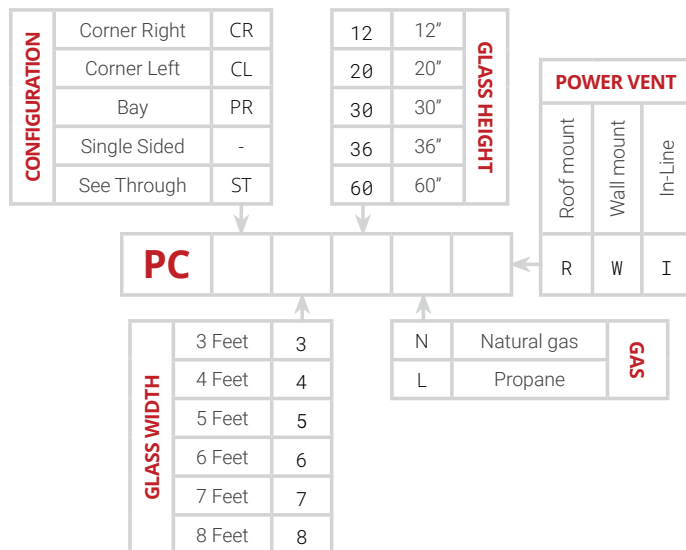 CONFIGURATION
Corner Right CR
Corner Left CL
Bay PR
Single Sided -
See Through ST
12 12”
20 20”
30 30”
36 36”
60 60”
GLASS HEIGHT
POWER VENT
Roof mount Wall mount In-Line
R W I
PC
GLASS WIDTH
3 Feet 3
4 Feet 4
5 Feet 5
6 Feet 6
7 Feet 7
8 Feet 8
N Natural gas
L Propane
GAS